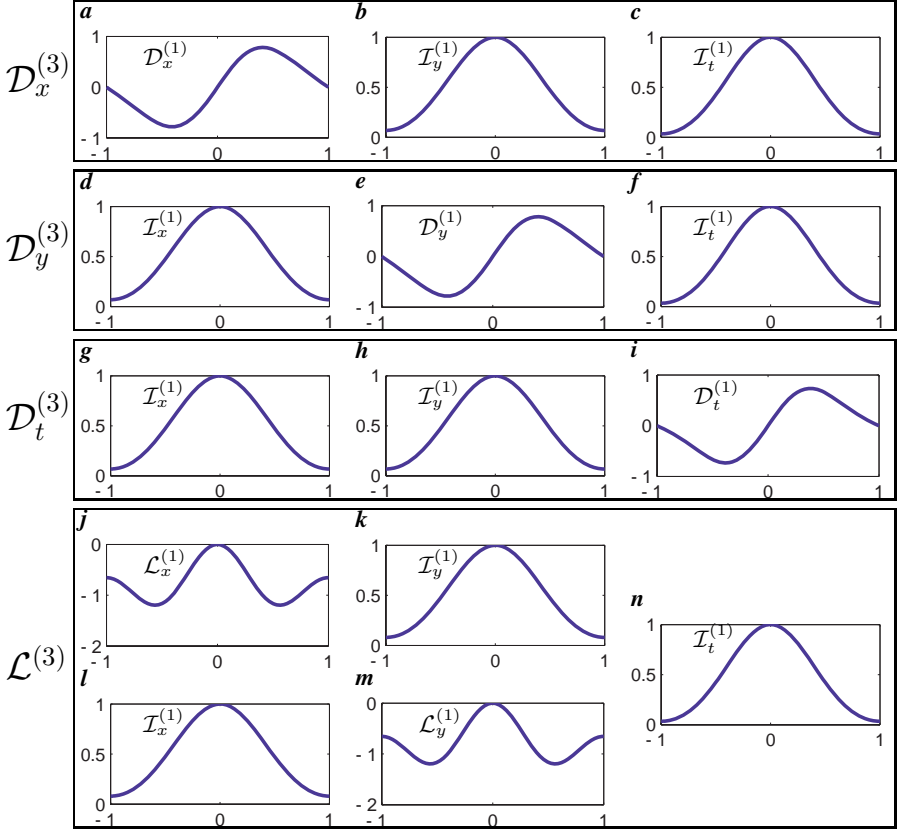 a b c
𝒟_x^(3)
1 0 - 1 𝒟_x^(1) - 1 0 1
1 0.5 0 ℐ_y^(1) - 1 0 1
1 0.5 0 ℐ_t^(1) - 1 0 1
d e f
𝒟_y^(3)
1 0.5 0 ℐ_x^(1) - 1 0 1
1 0 - 1 𝒟_y^(1) - 1 0 1
1 0.5 0 ℐ_t^(1) - 1 0 1
g h i
𝒟_t^(3)
1 0.5 0 ℐ_x^(1) - 1 0 1
1 0.5 0 ℐ_y^(1) - 1 0 1
1 0 - 1 𝒟_t^(1) - 1 0 1
j k
ℒ^(3)
0 - 1 - 2 ℒ_x^(1) - 1 0 1
1 0.5 0 ℐ_y^(1) - 1 0 1
n
1 0.5 0 ℐ_t^(1) - 1 0 1
l m
1 0.5 0 ℐ_x^(1) - 1 0 1
0 - 1 - 2 ℒ_y^(1) - 1 0 1